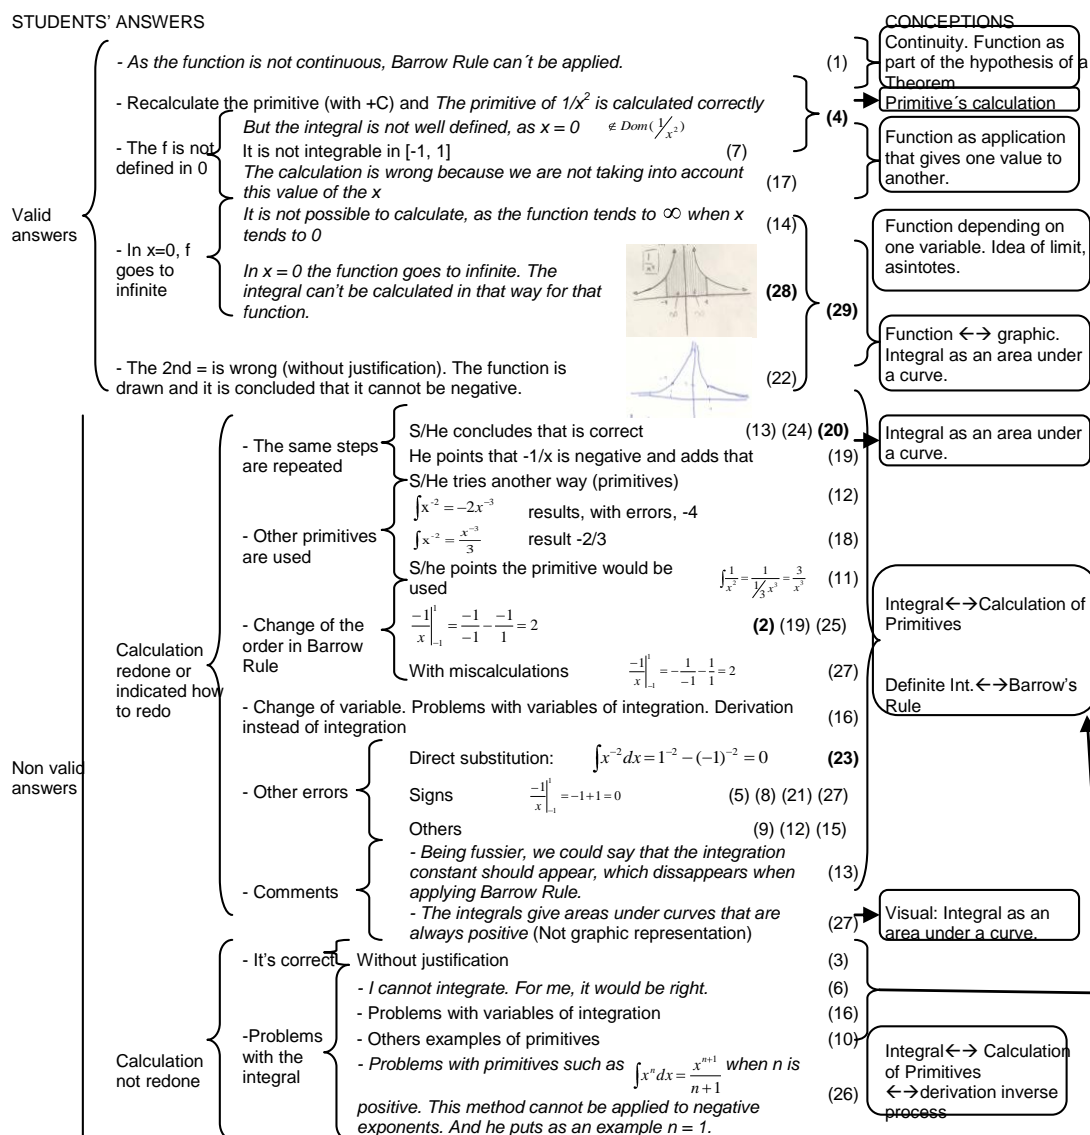 STUDENTS' ANSWERS
CONCEPTIONS
Valid
answers
- As the function is not continuous, Barrow Rule can´t be applied.
(1)
Continuity. Function as
part of the hypothesis of a
Theorem
- Recalculate the primitive (with +C) and The primitive of 1/x² is calculated correctly
(4)
Primitive´s calculation
- The f is not
defined in 0
But the integral is not well defined, as x = 0 ∉ Dom(1/x²)
It is not integrable in [-1, 1]
(7)
The calculation is wrong because we are not taking into account
this value of the x
(17)
Function as application
that gives one value to
another.
- In x=0, f
goes to
infinite
It is not possible to calculate, as the function tends to ∞ when x
tends to 0
(14)
In x = 0 the function goes to infinite. The
integral can't be calculated in that way for that
function.
(28)
(29)
Function depending on
one variable. Idea of limit,
asintotes.
- The 2nd = is wrong (without justification). The function is
drawn and it is concluded that it cannot be negative.
(22)
Function ←→ graphic.
Integral as an area under
a curve.
Non valid
answers
Calculation
redone or
indicated how
to redo
- The same steps
are repeated
S/He concludes that is correct
(13) (24) (20)
Integral as an area under
a curve.
He points that -1/x is negative and adds that
(19)
- Other primitives
are used
S/He tries another way (primitives)
(12)
∫x⁻² = −2x⁻³ results, with errors, -4
∫x⁻² = x⁻³/3 result -2/3
(18)
S/he points the primitive would be
used
∫1/x² = 1/(1/3 x³) = 3/x³
(11)
- Change of the
order in Barrow
Rule
−1/x |₋₁¹ = −1/−1 − −1/1 = 2
(2) (19) (25)
With miscalculations −1/x |₋₁¹ = −1/−1 − 1/1 = 2
(27)
Integral←→Calculation of
Primitives
Definite Int.←→Barrow's
Rule
- Change of variable. Problems with variables of integration. Derivation
instead of integration
(16)
- Other errors
Direct substitution: ∫x⁻²dx = 1⁻² − (−1)⁻² = 0
(23)
Signs −1/x |₋₁¹ = −1+1 = 0
(5) (8) (21) (27)
Others
(9) (12) (15)
- Comments
- Being fussier, we could say that the integration
constant should appear, which dissappears when
applying Barrow Rule.
(13)
- The integrals give areas under curves that are
always positive (Not graphic representation)
(27)
Visual: Integral as an
area under a curve.
Calculation
not redone
- It's correct
Without justification
(3)
-Problems
with the
integral
- I cannot integrate. For me, it would be right.
(6)
- Problems with variables of integration
(16)
- Others examples of primitives
(10)
- Problems with primitives such as ∫xⁿdx = xⁿ⁺¹/(n+1) when n is
positive. This method cannot be applied to negative
exponents. And he puts as an example n = 1.
(26)
Integral←→ Calculation
of Primitives
←→derivation inverse
process